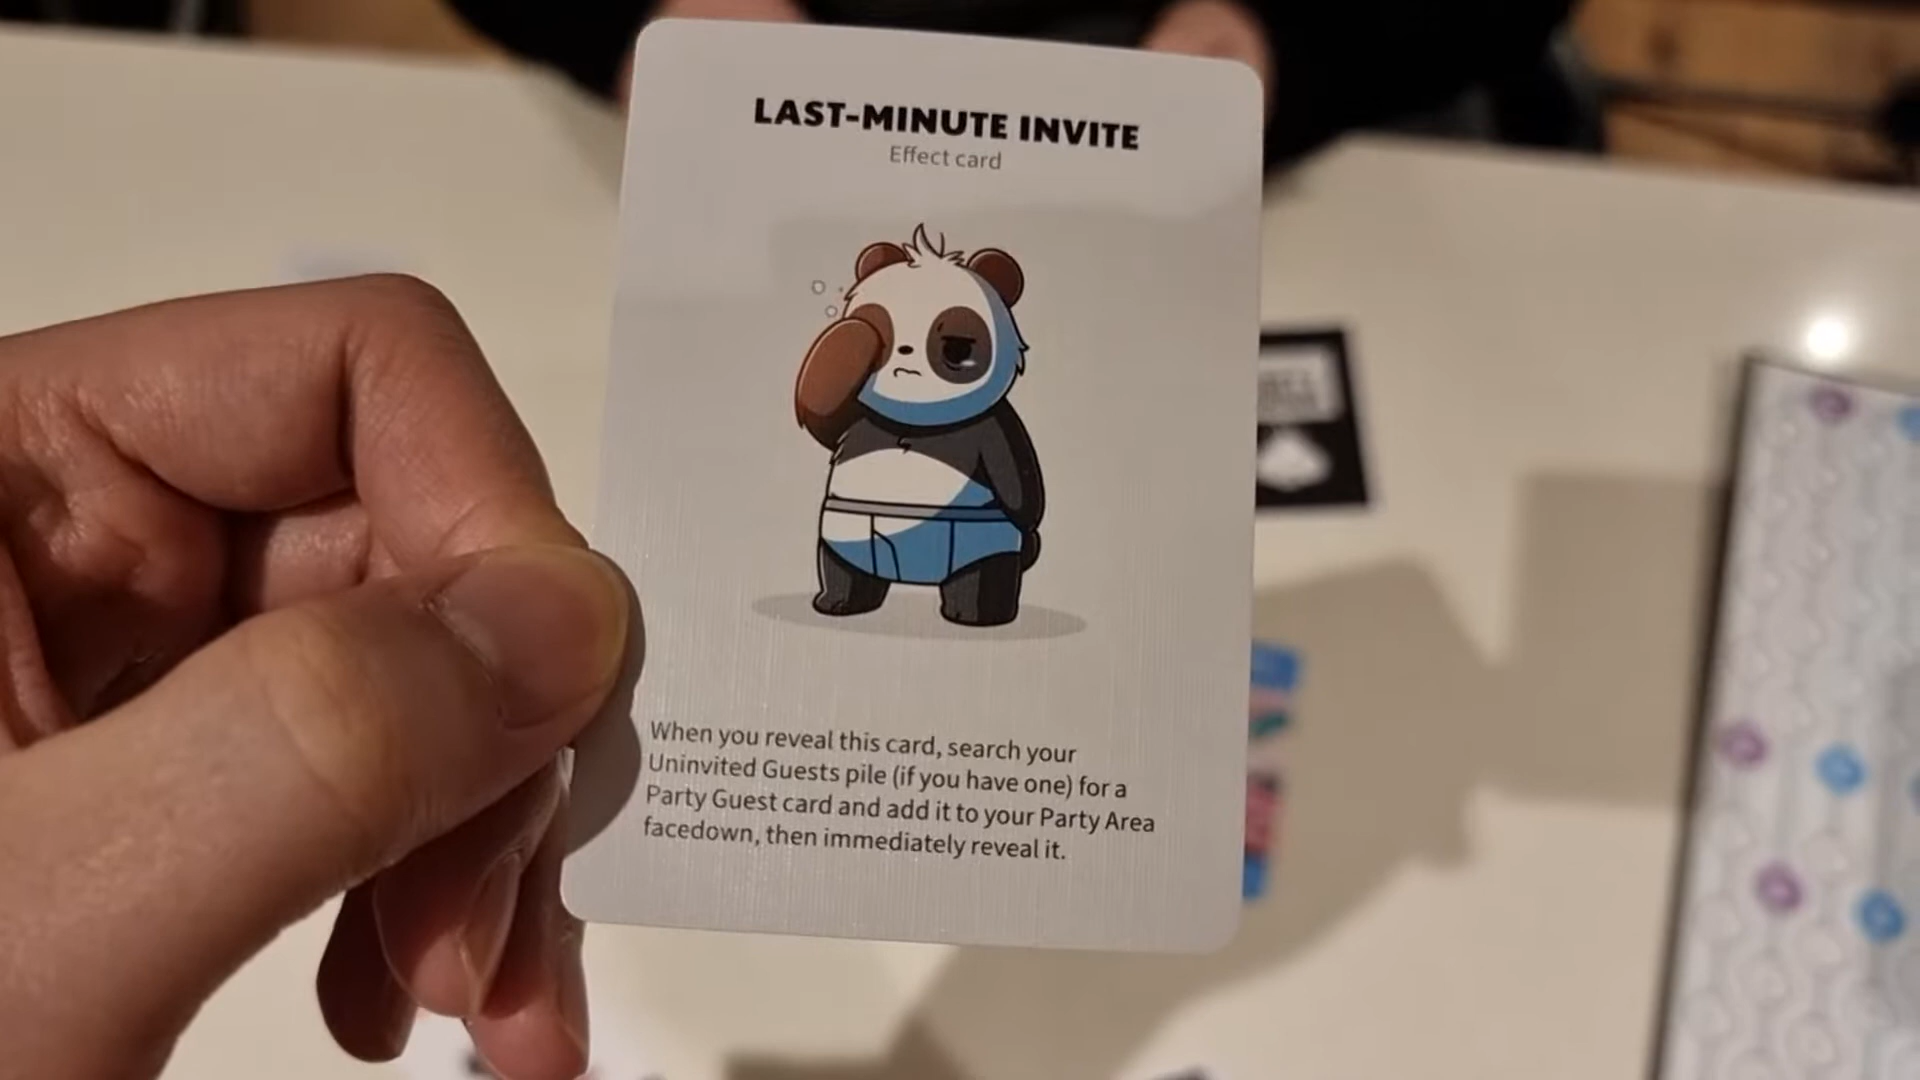 LAST-MINUTE INVITE
Effect card
When you reveal this card, search your
Uninvited Guests pile (if you have one) for a
Party Guest card and add it to your Party Area
facedown, then immediately reveal it.